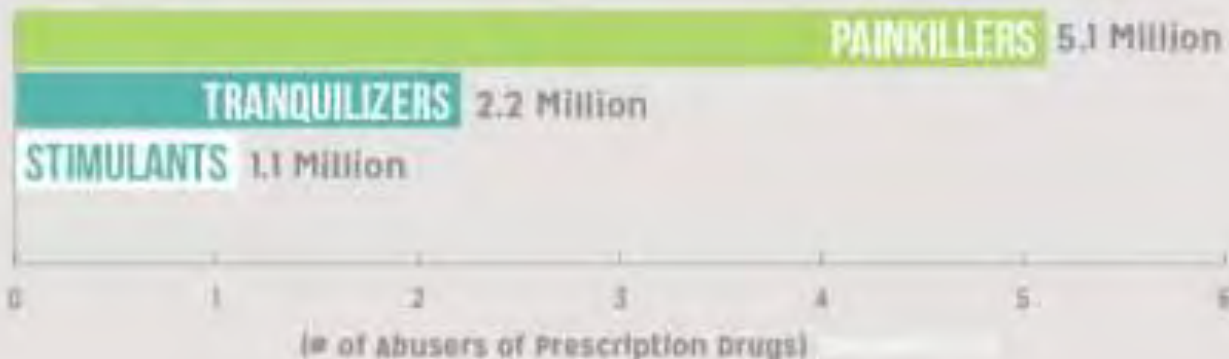 PAINKILLERS 5.1 Million
TRANQUILIZERS 2.2 Million
STIMULANTS 1.1 Million
0 1 2 3 4 5 6
(# of Abusers of Prescription Drugs)